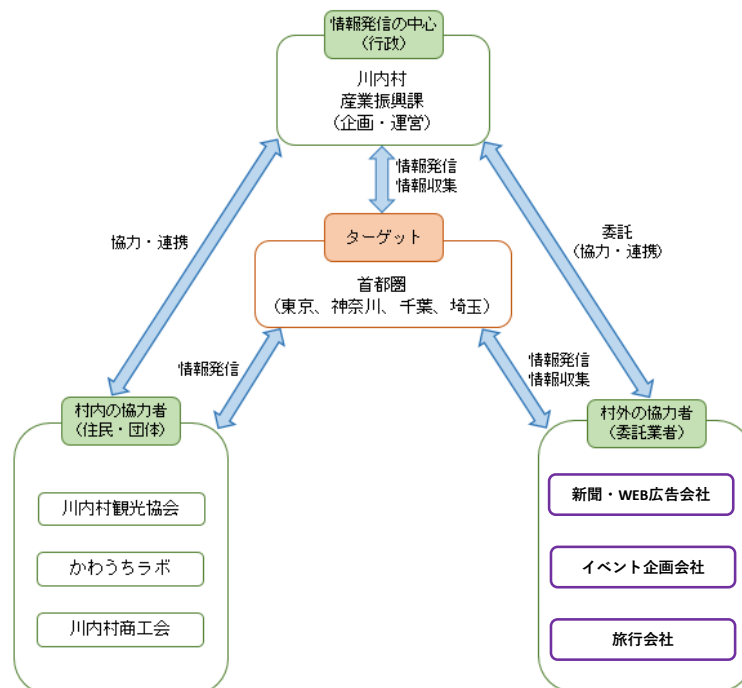 情報発信の中心
（行政）
川内村
産業振興課
（企画・運営）
情報発信
情報収集
協力・連携
委託
（協力・連携）
ターゲット
首都圏
（東京、神奈川、千葉、埼玉）
情報発信
情報発信
情報収集
村内の協力者
（住民・団体）
川内村観光協会
かわうちラボ
川内村商工会
村外の協力者
（委託業者）
新聞・WEB広告会社
イベント企画会社
旅行会社